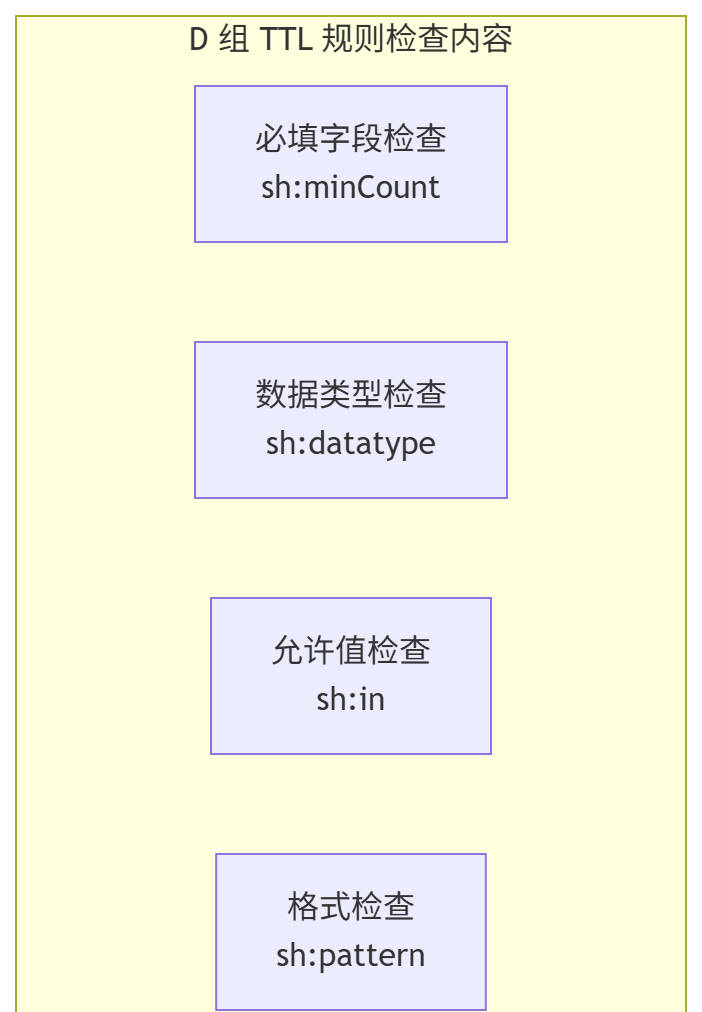 D 组 TTL 规则检查内容
必填字段检查
sh:minCount
数据类型检查
sh:datatype
允许值检查
sh:in
格式检查
sh:pattern